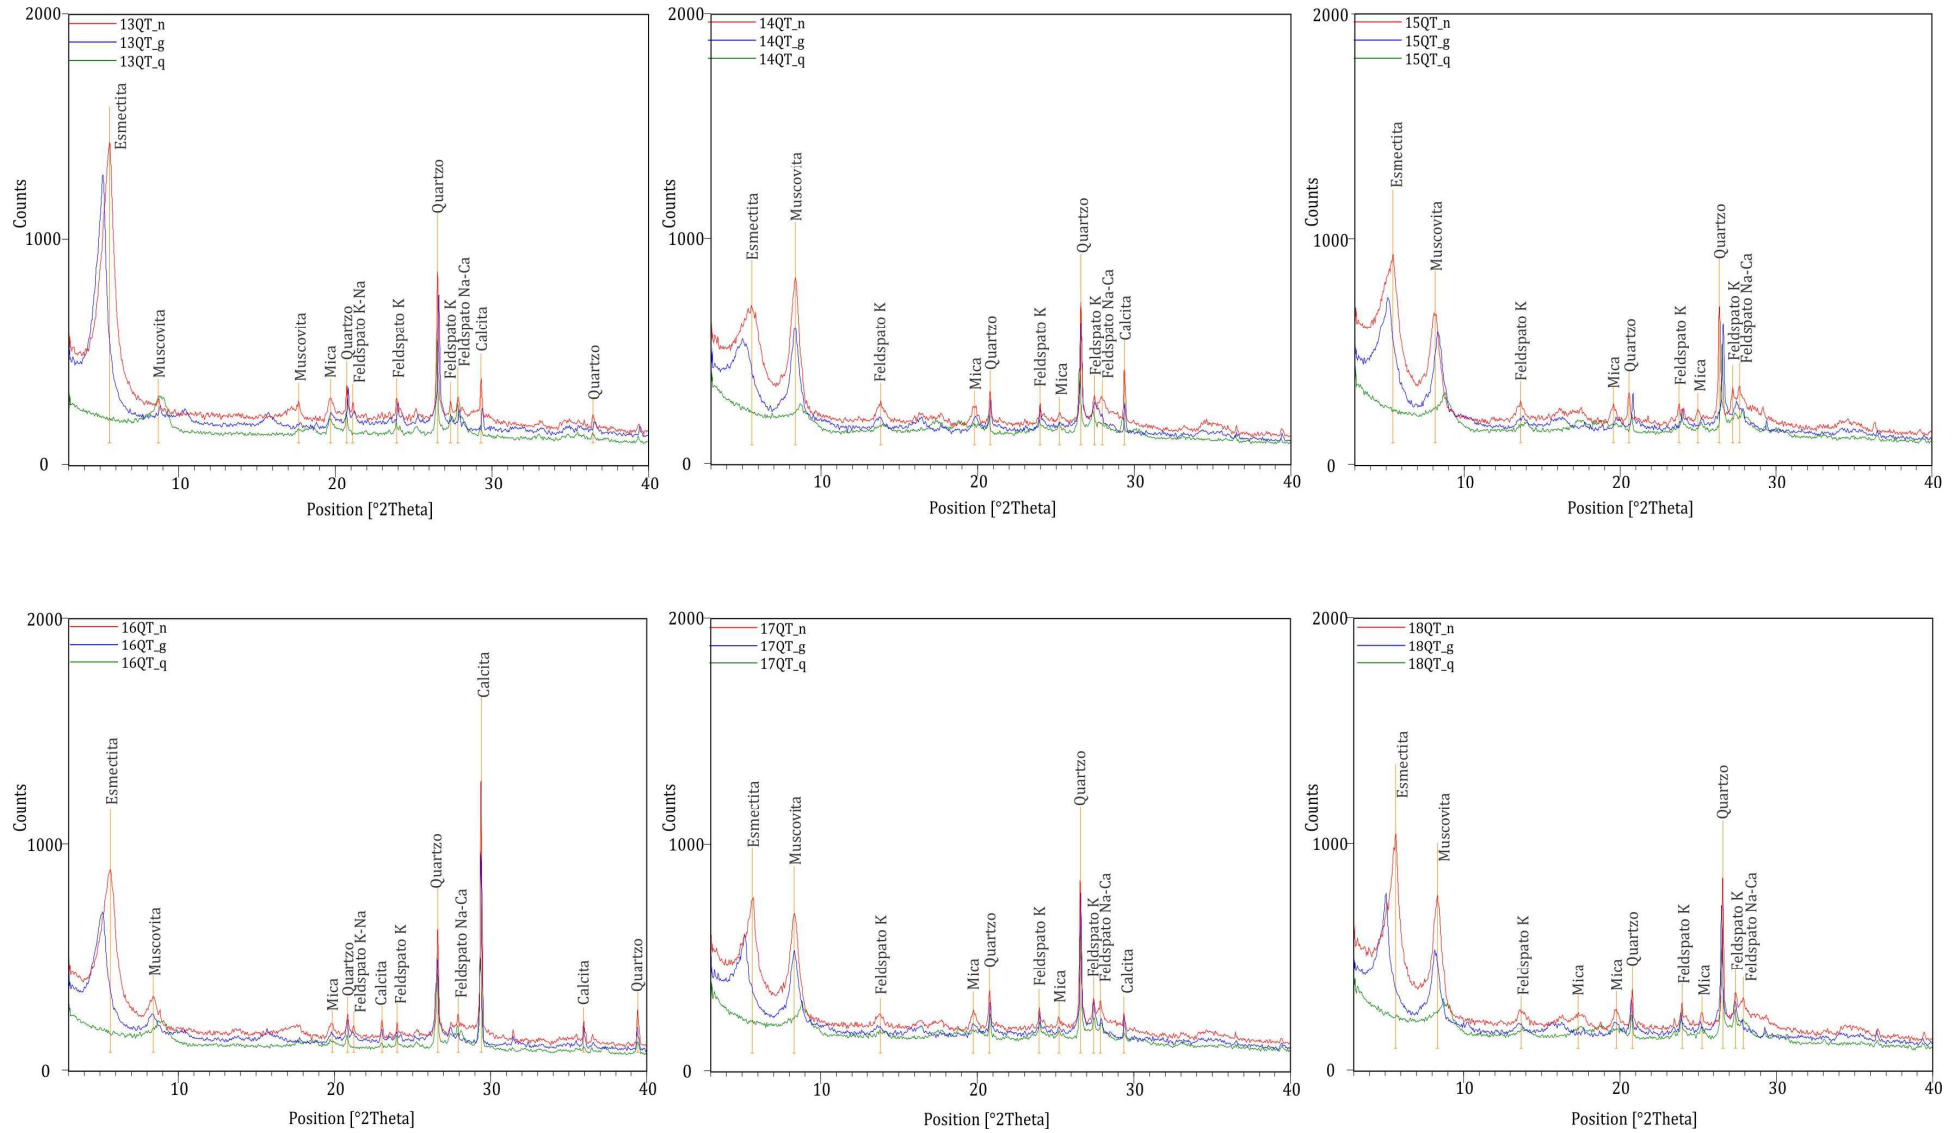 2000
13QT_n
13QT_g
13QT_q
Esmectita
Muscovita
Muscovita
Mica
Quartzo
Feldspato K-Na
Feldspato K
Quartzo
Feldspato K
Feldspato Na-Ca
Calcita
Quartzo
Counts
1000
0
10
20
30
40
Position [°2Theta]
2000
14QT_n
14QT_g
14QT_q
Esmectita
Muscovita
Feldspato K
Mica
Quartzo
Feldspato K
Mica
Quartzo
Feldspato K
Feldspato Na-Ca
Calcita
Counts
1000
0
10
20
30
40
Position [°2Theta]
2000
15QT_n
15QT_g
15QT_q
Esmectita
Muscovita
Feldspato K
Mica
Quartzo
Feldspato K
Mica
Quartzo
Feldspato K
Feldspato Na-Ca
Counts
1000
0
10
20
30
40
Position [°2Theta]
2000
16QT_n
16QT_g
16QT_q
Esmectita
Muscovita
Mica
Quartzo
Feldspato K-Na
Calcita
Feldspato K
Quartzo
Feldspato Na-Ca
Calcita
Calcita
Quartzo
Counts
1000
0
10
20
30
40
Position [°2Theta]
2000
17QT_n
17QT_g
17QT_q
Esmectita
Muscovita
Feldspato K
Mica
Quartzo
Feldspato K
Mica
Quartzo
Feldspato K
Feldspato Na-Ca
Calcita
Counts
1000
0
10
20
30
40
Position [°2Theta]
2000
18QT_n
18QT_g
18QT_q
Esmectita
Muscovita
Feldspato K
Mica
Mica
Quartzo
Feldspato K
Mica
Quartzo
Feldspato K
Feldspato Na-Ca
Counts
1000
0
10
20
30
40
Position [°2Theta]